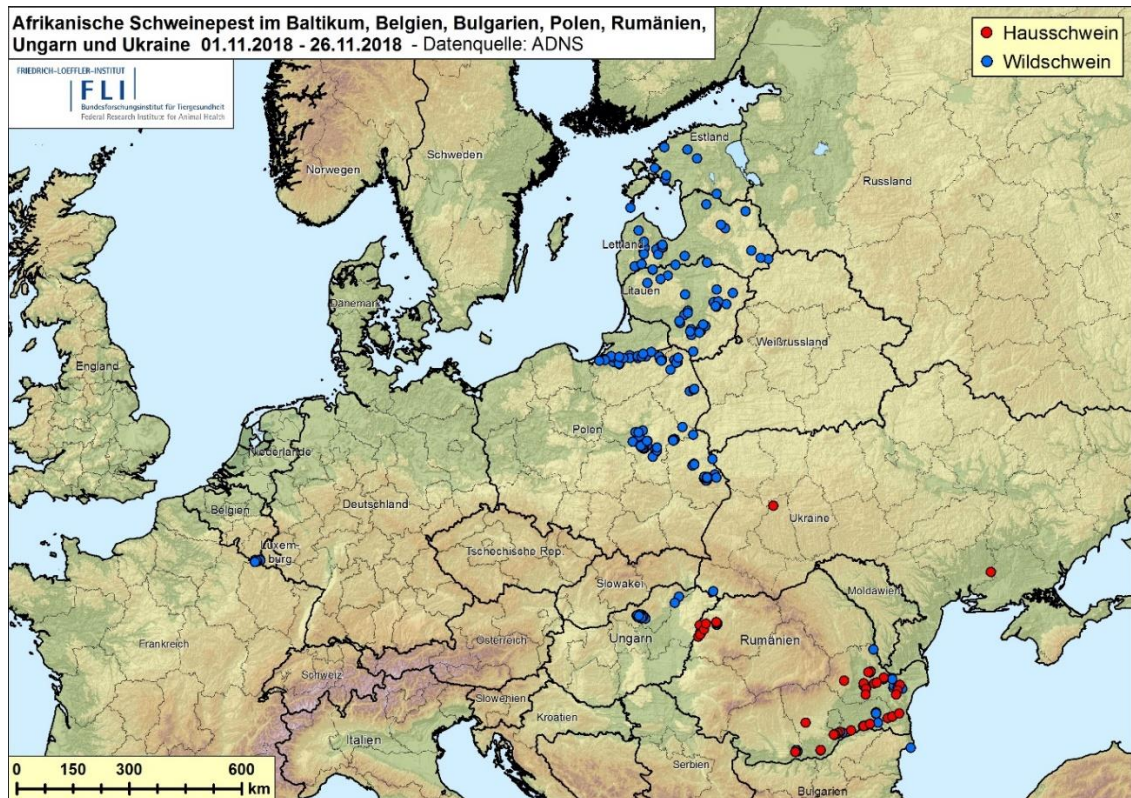 Afrikanische Schweinepest im Baltikum, Belgien, Bulgarien, Polen, Rumänien,
Ungarn und Ukraine 01.11.2018 - 26.11.2018 - Datenquelle: ADNS
Hausschwein
Wildschwein
FRIEDRICH-LOEFFLER-INSTITUT
FLI
Bundesforschungsinstitut für Tiergesundheit
Federal Research Institute for Animal Health
Estland
Schweden
Norwegen
Russland
Lettland
Litauen
Dänemark
Weißrussland
England
Polen
Niederlande
Deutschland
Belgien
Ukraine
Luxem-
burg
Tschechische Rep.
Slowakei
Moldawien
Ungarn
Rumänien
Frankreich
Österreich
Schweiz
Slowenien
Kroatien
Italien
Serbien
Bulgarien
0 150 300 600
km